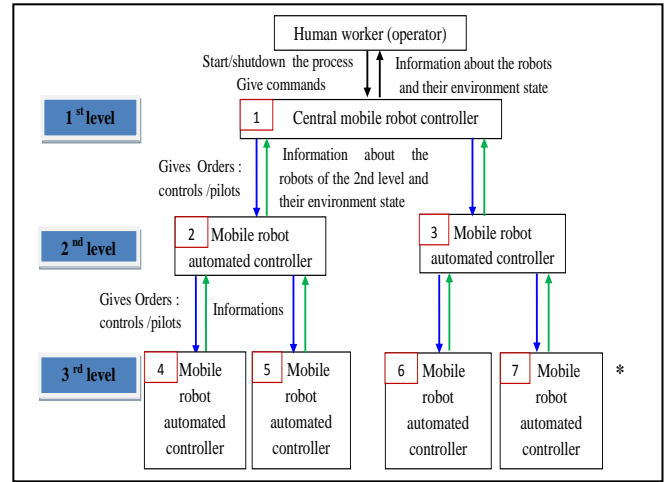 Human worker (operator)
Start/shutdown the process
Give commands
Information about the robots
and their environment state
1st level
1
Central mobile robot controller
Gives Orders :
controls /pilots
Information about the
robots of the 2nd level and
their environment state
2nd level
2
Mobile robot
automated controller
3
Mobile robot
automated controller
Gives Orders :
controls /pilots
Informations
3rd level
4
Mobile
robot
automated
controller
5
Mobile
robot
automated
controller
6
Mobile
robot
automated
controller
7
Mobile
robot
automated
controller
*